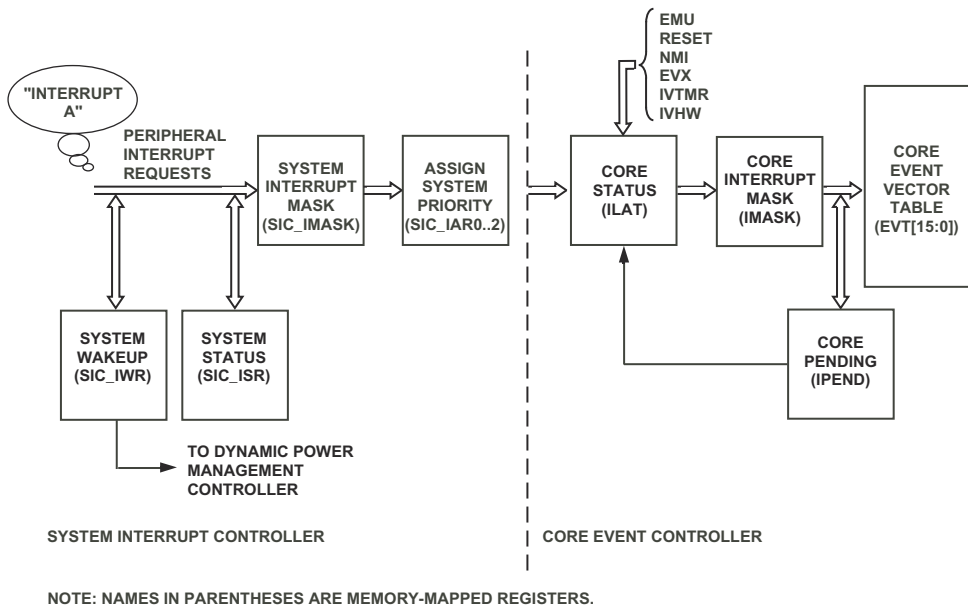 "INTERRUPT
A"
PERIPHERAL
INTERRUPT
REQUESTS
SYSTEM
INTERRUPT
MASK
(SIC_IMASK)
ASSIGN
SYSTEM
PRIORITY
(SIC_IAR0..2)
EMU
RESET
NMI
EVX
IVTMR
IVHW
CORE
STATUS
(ILAT)
CORE
INTERRUPT
MASK
(IMASK)
CORE
EVENT
VECTOR
TABLE
(EVT[15:0])
SYSTEM
WAKEUP
(SIC_IWR)
SYSTEM
STATUS
(SIC_ISR)
CORE
PENDING
(IPEND)
TO DYNAMIC POWER
MANAGEMENT
CONTROLLER
SYSTEM INTERRUPT CONTROLLER
CORE EVENT CONTROLLER
NOTE: NAMES IN PARENTHESES ARE MEMORY-MAPPED REGISTERS.